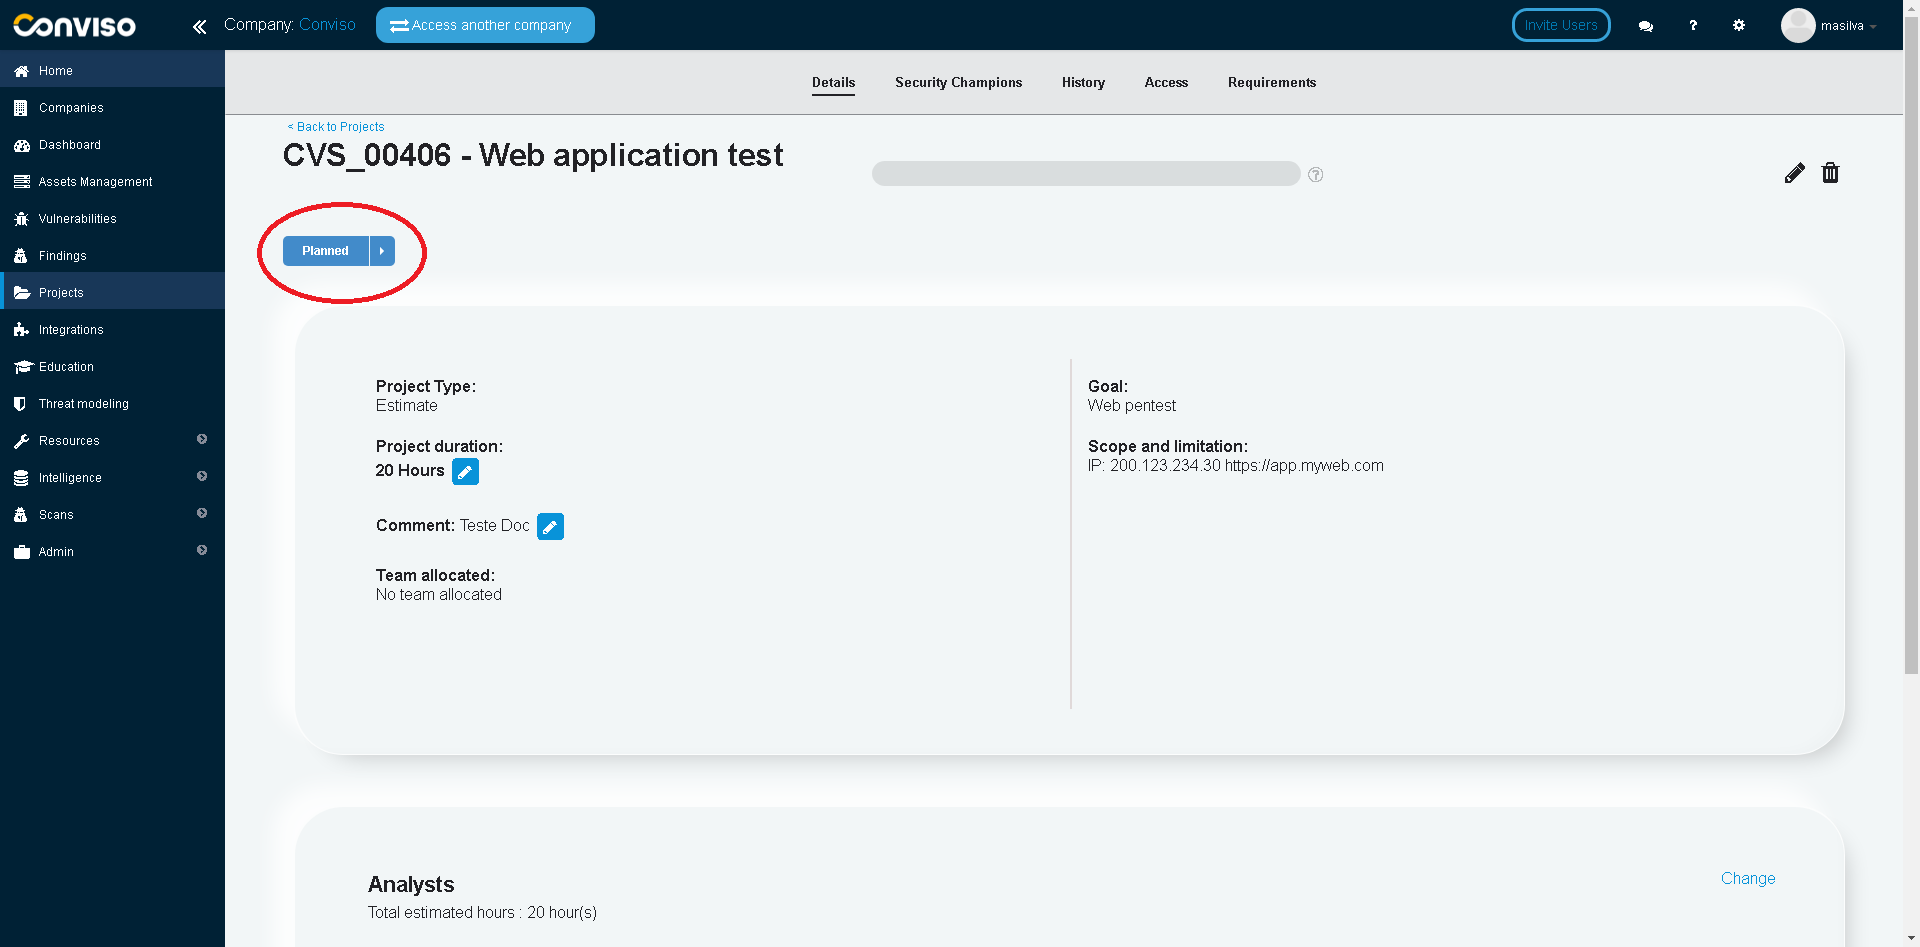 Conviso
Company: Conviso
Access another company
Invite Users
?
masilva
Home
Companies
Dashboard
Assets Management
Vulnerabilities
Findings
Projects
Integrations
Education
Threat modeling
Resources
Intelligence
Scans
Admin
Details Security Champions History Access Requirements
< Back to Projects
CVS_00406 - Web application test
?
Planned
Project Type:
Estimate
Project duration:
20 Hours
Comment: Teste Doc
Team allocated:
No team allocated
Goal:
Web pentest
Scope and limitation:
IP: 200.123.234.30 https://app.myweb.com
Analysts
Change
Total estimated hours : 20 hour(s)